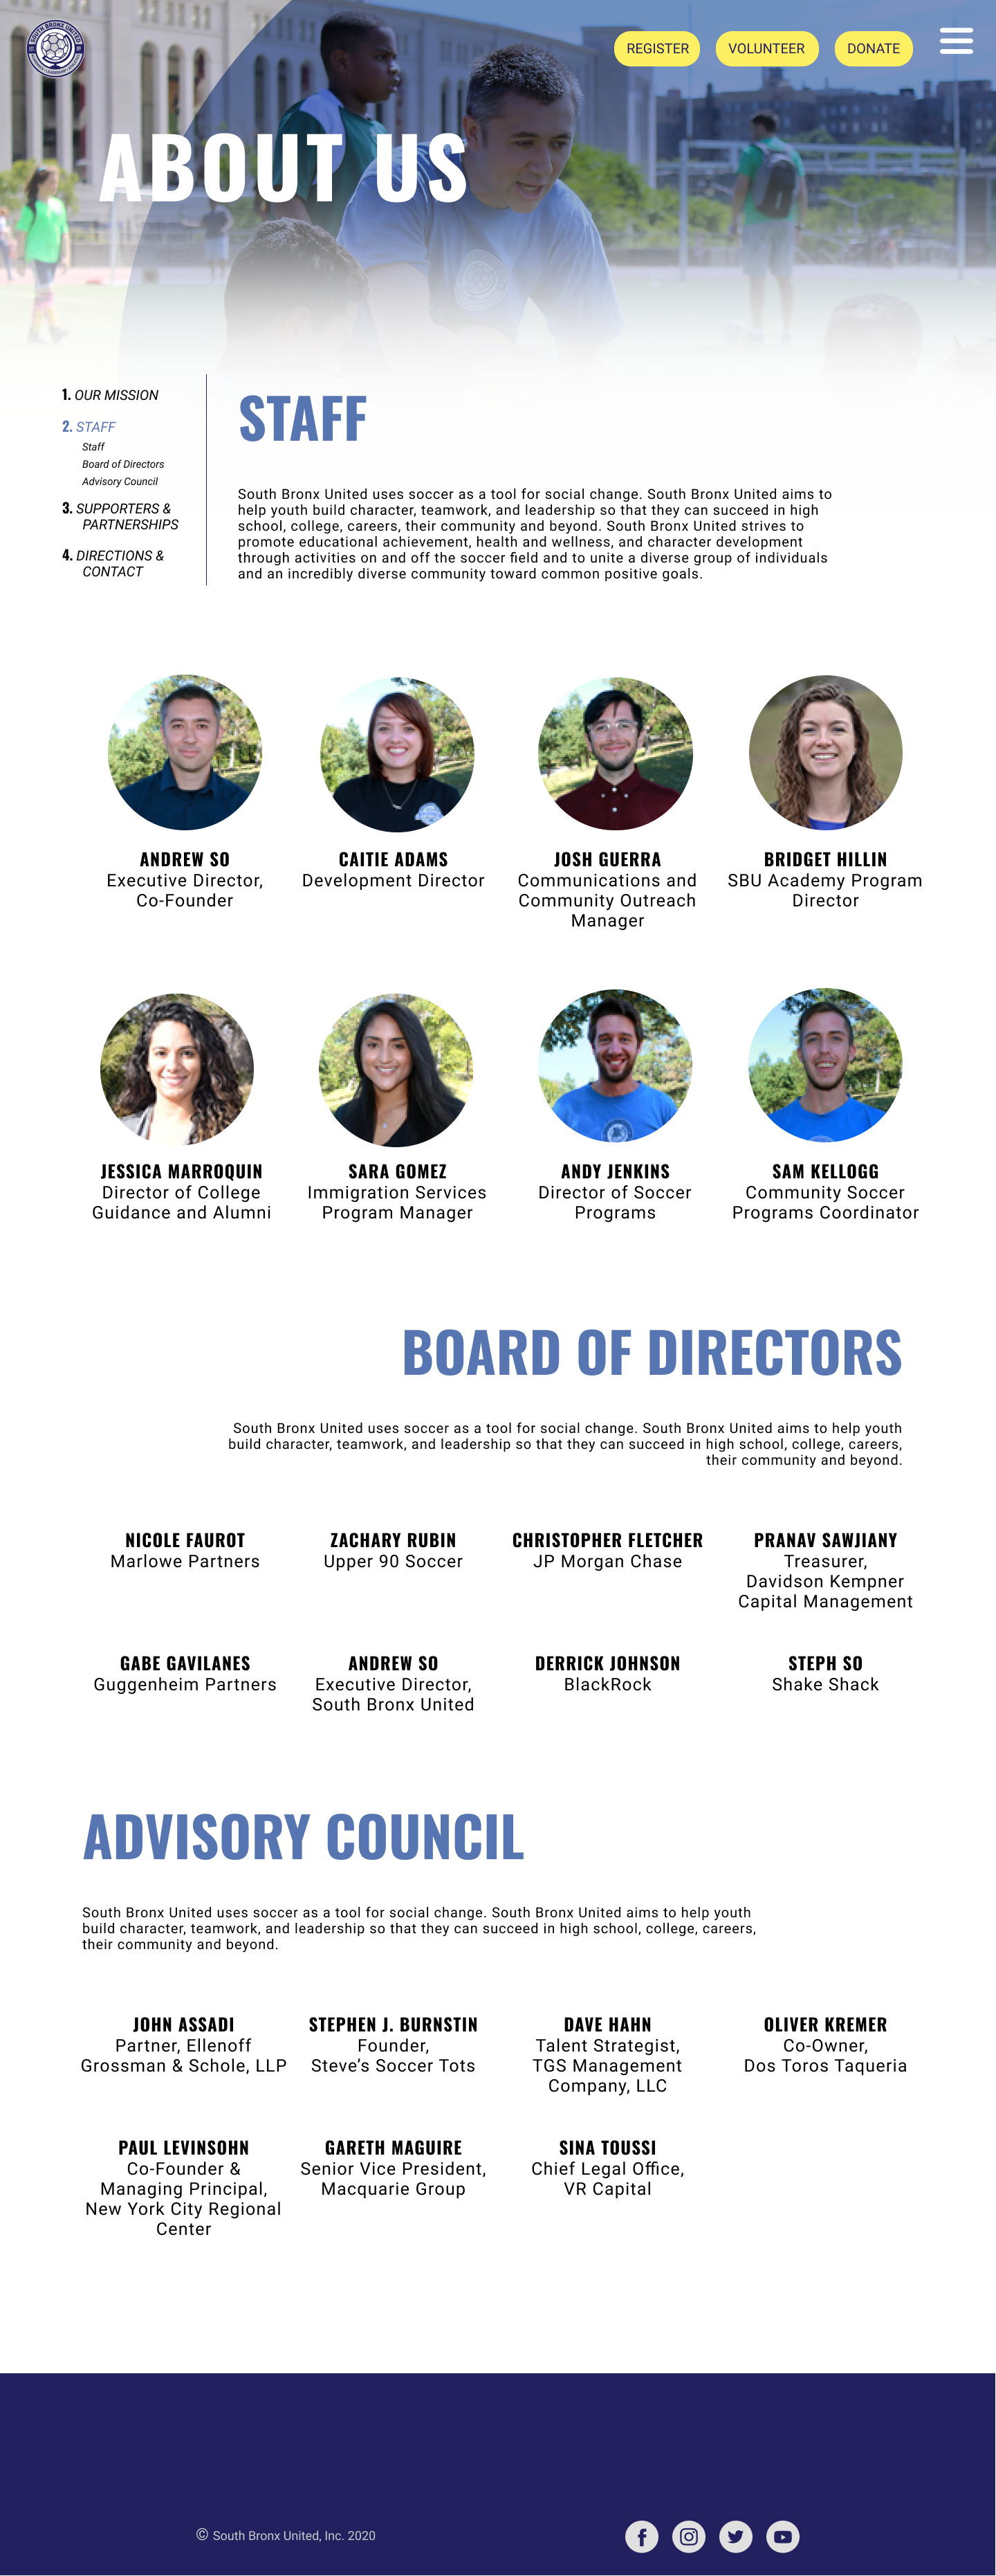 SOUTH BRONX UNITED
REGISTER
VOLUNTEER
DONATE
ABOUT US
1. OUR MISSION
2. STAFF
Staff
Board of Directors
Advisory Council
3. SUPPORTERS &
PARTNERSHIPS
4. DIRECTIONS &
CONTACT
STAFF
South Bronx United uses soccer as a tool for social change. South Bronx United aims to
help youth build character, teamwork, and leadership so that they can succeed in high
school, college, careers, their community and beyond. South Bronx United strives to
promote educational achievement, health and wellness, and character development
through activities on and off the soccer field and to unite a diverse group of individuals
and an incredibly diverse community toward common positive goals.
ANDREW SO
Executive Director,
Co-Founder
CAITIE ADAMS
Development Director
JOSH GUERRA
Communications and
Community Outreach
Manager
BRIDGET HILLIN
SBU Academy Program
Director
JESSICA MARROQUIN
Director of College
Guidance and Alumni
SARA GOMEZ
Immigration Services
Program Manager
ANDY JENKINS
Director of Soccer
Programs
SAM KELLOGG
Community Soccer
Programs Coordinator
BOARD OF DIRECTORS
South Bronx United uses soccer as a tool for social change. South Bronx United aims to help youth
build character, teamwork, and leadership so that they can succeed in high school, college, careers,
their community and beyond.
NICOLE FAUROT
Marlowe Partners
ZACHARY RUBIN
Upper 90 Soccer
CHRISTOPHER FLETCHER
JP Morgan Chase
PRANAV SAWJIANY
Treasurer,
Davidson Kempner
Capital Management
GABE GAVILANES
Guggenheim Partners
ANDREW SO
Executive Director,
South Bronx United
DERRICK JOHNSON
BlackRock
STEPH SO
Shake Shack
ADVISORY COUNCIL
South Bronx United uses soccer as a tool for social change. South Bronx United aims to help youth
build character, teamwork, and leadership so that they can succeed in high school, college, careers,
their community and beyond.
JOHN ASSADI
Partner, Ellenoff
Grossman & Schole, LLP
STEPHEN J. BURNSTIN
Founder,
Steve’s Soccer Tots
DAVE HAHN
Talent Strategist,
TGS Management
Company, LLC
OLIVER KREMER
Co-Owner,
Dos Toros Taqueria
PAUL LEVINSOHN
Co-Founder &
Managing Principal,
New York City Regional
Center
GARETH MAGUIRE
Senior Vice President,
Macquarie Group
SINA TOUSSI
Chief Legal Office,
VR Capital
© South Bronx United, Inc. 2020